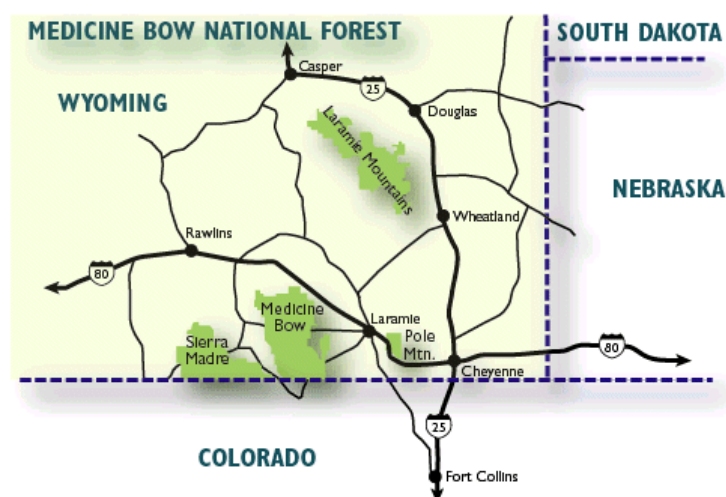 MEDICINE BOW NATIONAL FOREST
SOUTH DAKOTA
Casper
25
WYOMING
Douglas
Laramie Mountains
NEBRASKA
Wheatland
Rawlins
80
Medicine
Bow
Laramie
Sierra
Madre
Pole
Mtn.
80
Cheyenne
25
COLORADO
Fort Collins